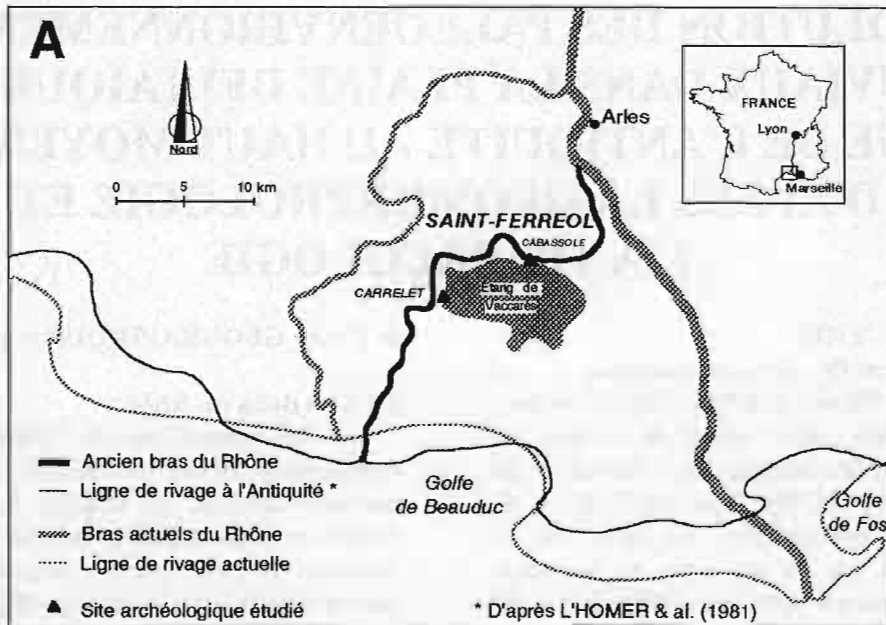 A
Nord
0 5 10 km
Arles
FRANCE
Lyon
Marseille
SAINT-FERREOL
CABASSOLE
CARRELET
Etang de
Vaccarès
Ancien bras du Rhône
Ligne de rivage à l'Antiquité *
Bras actuels du Rhône
Ligne de rivage actuelle
Site archéologique étudié
Golfe
de Beauduc
Golfe
de Fos
* D'après L'HOMER & al. (1981)